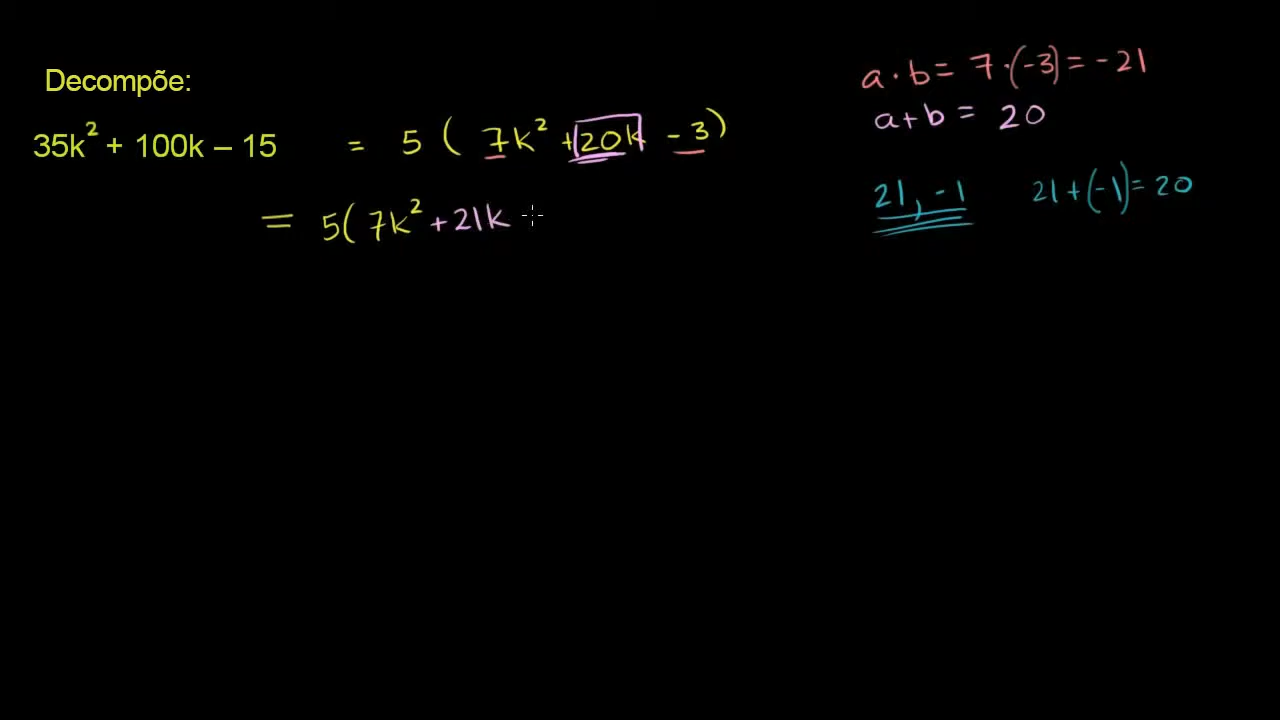 Decompõe:
35k² + 100k – 15 = 5 ( 7k² + 20k - 3 )
= 5( 7k² + 21k
a · b = 7 · (-3) = - 21
a + b = 20
21, -1 21 + (-1) = 20